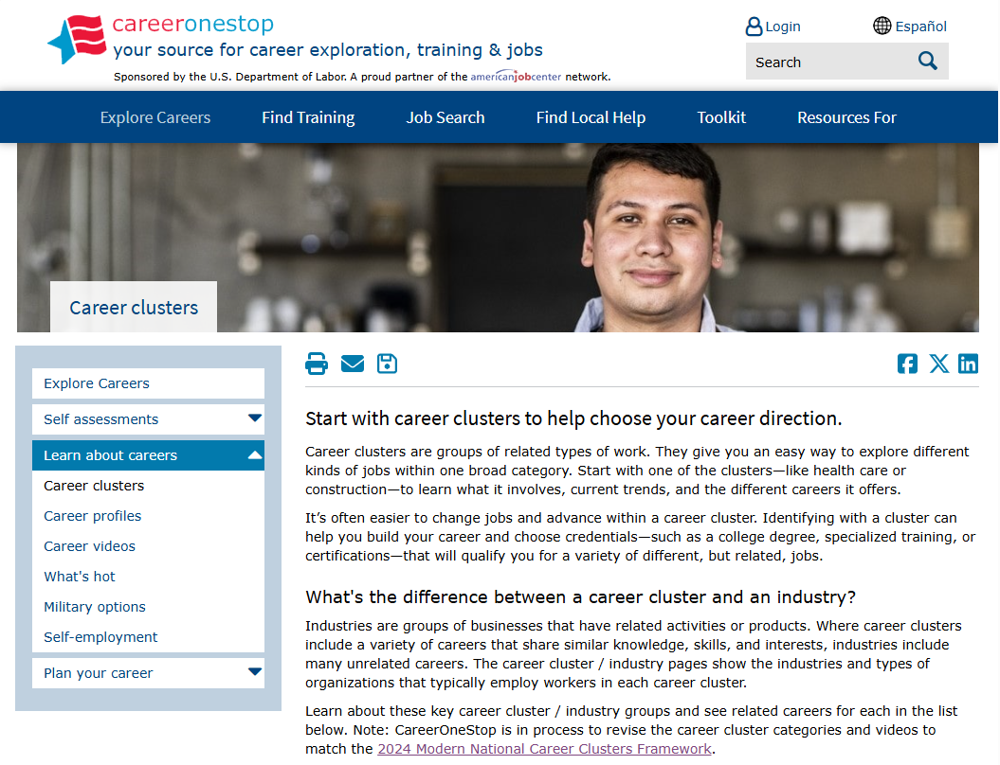 careeronestop
your source for career exploration, training & jobs
Sponsored by the U.S. Department of Labor. A proud partner of the americanjobcenter network.
Login
Español
Search
Explore Careers
Find Training
Job Search
Find Local Help
Toolkit
Resources For
Career clusters
Explore Careers
Self assessments
Learn about careers
Career clusters
Career profiles
Career videos
What's hot
Military options
Self-employment
Plan your career
Start with career clusters to help choose your career direction.
Career clusters are groups of related types of work. They give you an easy way to explore different
kinds of jobs within one broad category. Start with one of the clusters—like health care or
construction—to learn what it involves, current trends, and the different careers it offers.
It’s often easier to change jobs and advance within a career cluster. Identifying with a cluster can
help you build your career and choose credentials—such as a college degree, specialized training, or
certifications—that will qualify you for a variety of different, but related, jobs.
What's the difference between a career cluster and an industry?
Industries are groups of businesses that have related activities or products. Where career clusters
include a variety of careers that share similar knowledge, skills, and interests, industries include
many unrelated careers. The career cluster / industry pages show the industries and types of
organizations that typically employ workers in each career cluster.
Learn about these key career cluster / industry groups and see related careers for each in the list
below. Note: CareerOneStop is in process to revise the career cluster categories and videos to
match the 2024 Modern National Career Clusters Framework.